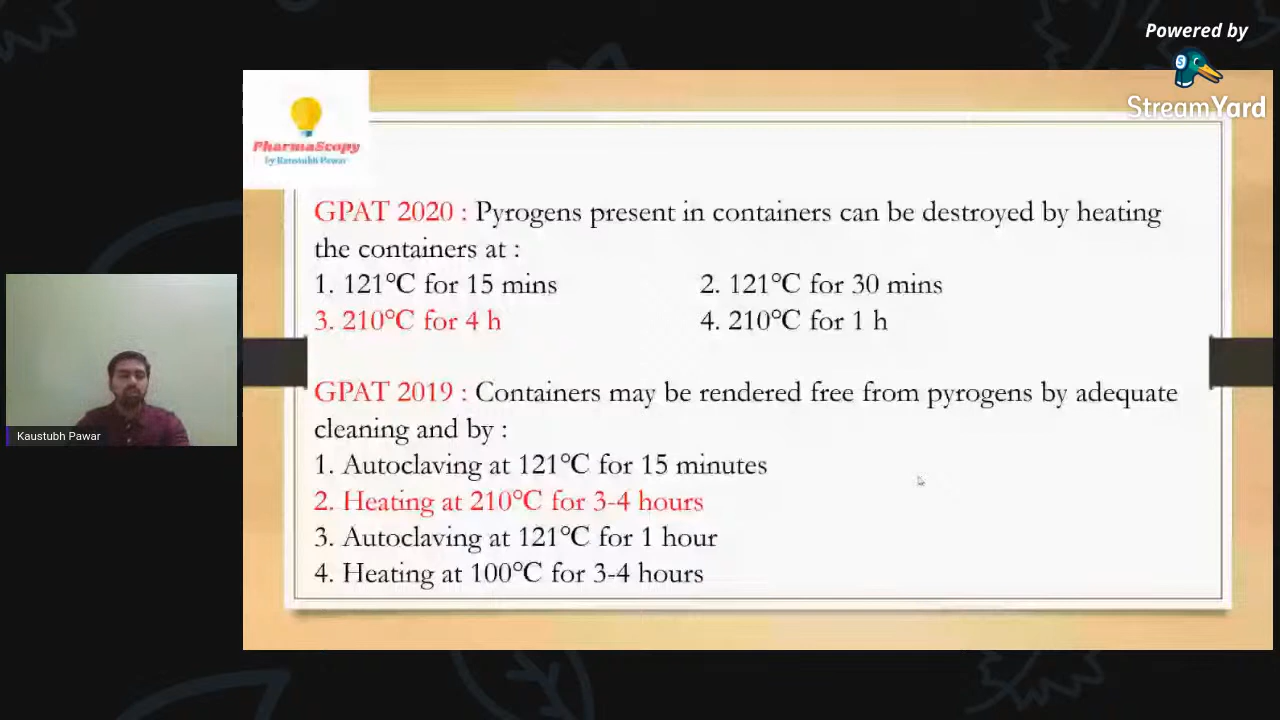 Powered by
StreamYard
PharmaScopy
by Kaustubh Pawar
GPAT 2020 : Pyrogens present in containers can be destroyed by heating
the containers at :
1. 121°C for 15 mins 2. 121°C for 30 mins
3. 210°C for 4 h 4. 210°C for 1 h
GPAT 2019 : Containers may be rendered free from pyrogens by adequate
cleaning and by :
1. Autoclaving at 121°C for 15 minutes
2. Heating at 210°C for 3-4 hours
3. Autoclaving at 121°C for 1 hour
4. Heating at 100°C for 3-4 hours
Kaustubh Pawar